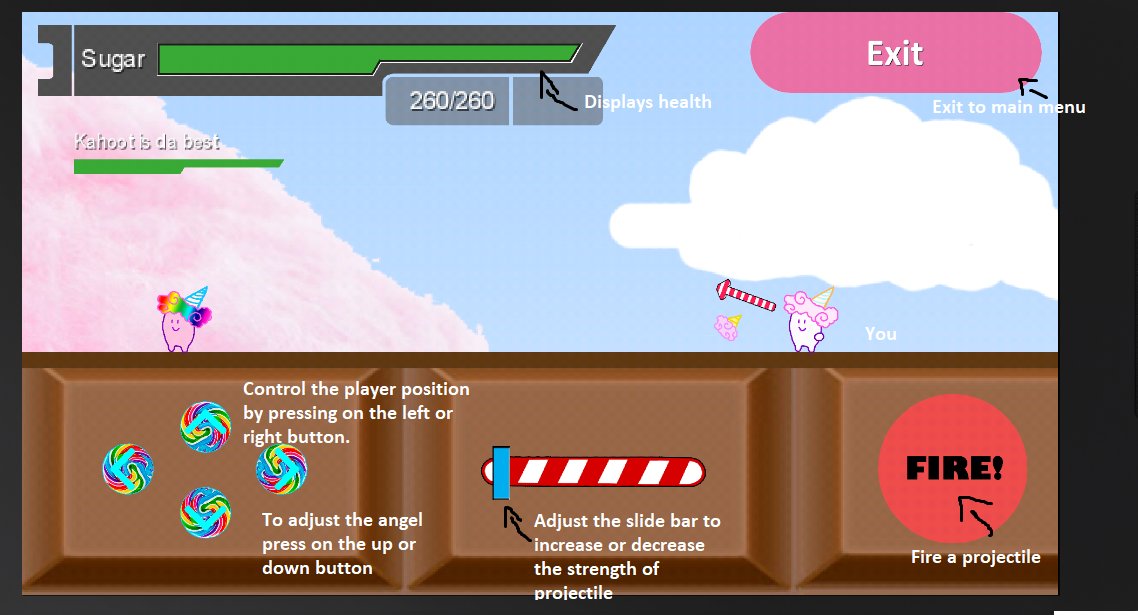 Sugar
Exit
260/260
Displays health
Exit to main menu
Kahoot is da best
You
Control the player position
by pressing on the left or
right button.
FIRE!
To adjust the angel
press on the up or
down button
Adjust the slide bar to
increase or decrease
the strength of
projectile
Fire a projectile